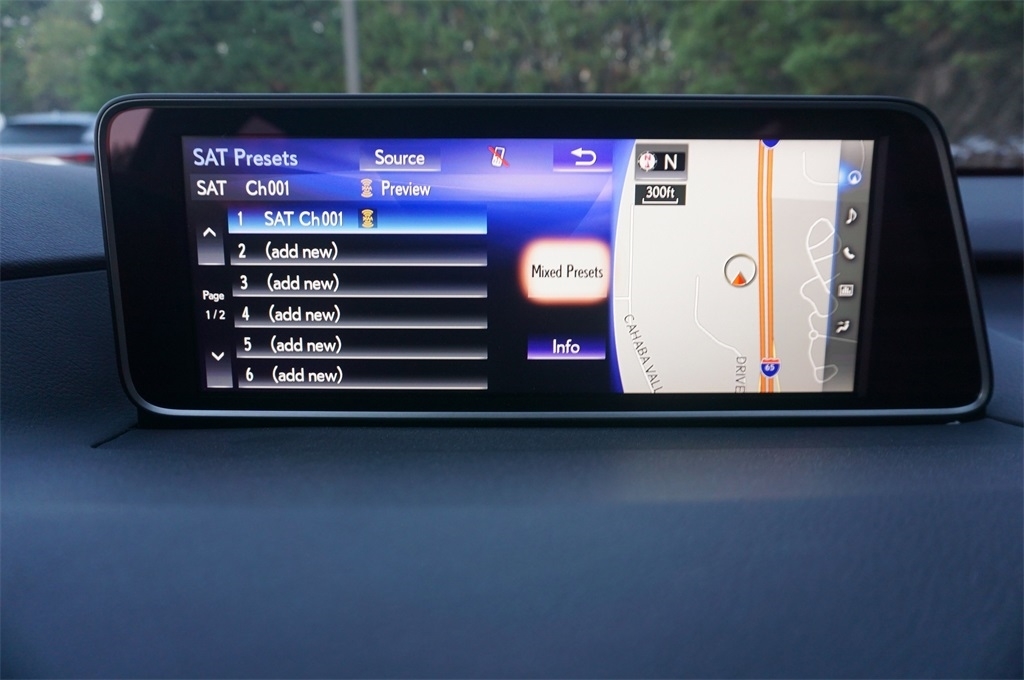 SAT Presets Source
SAT Ch001 Preview
1 SAT Ch001
2 (add new)
3 (add new)
4 (add new)
5 (add new)
6 (add new)
Page
1/2
Mixed Presets
Info
N
300ft
CAHABA VALL
DRIVE
65